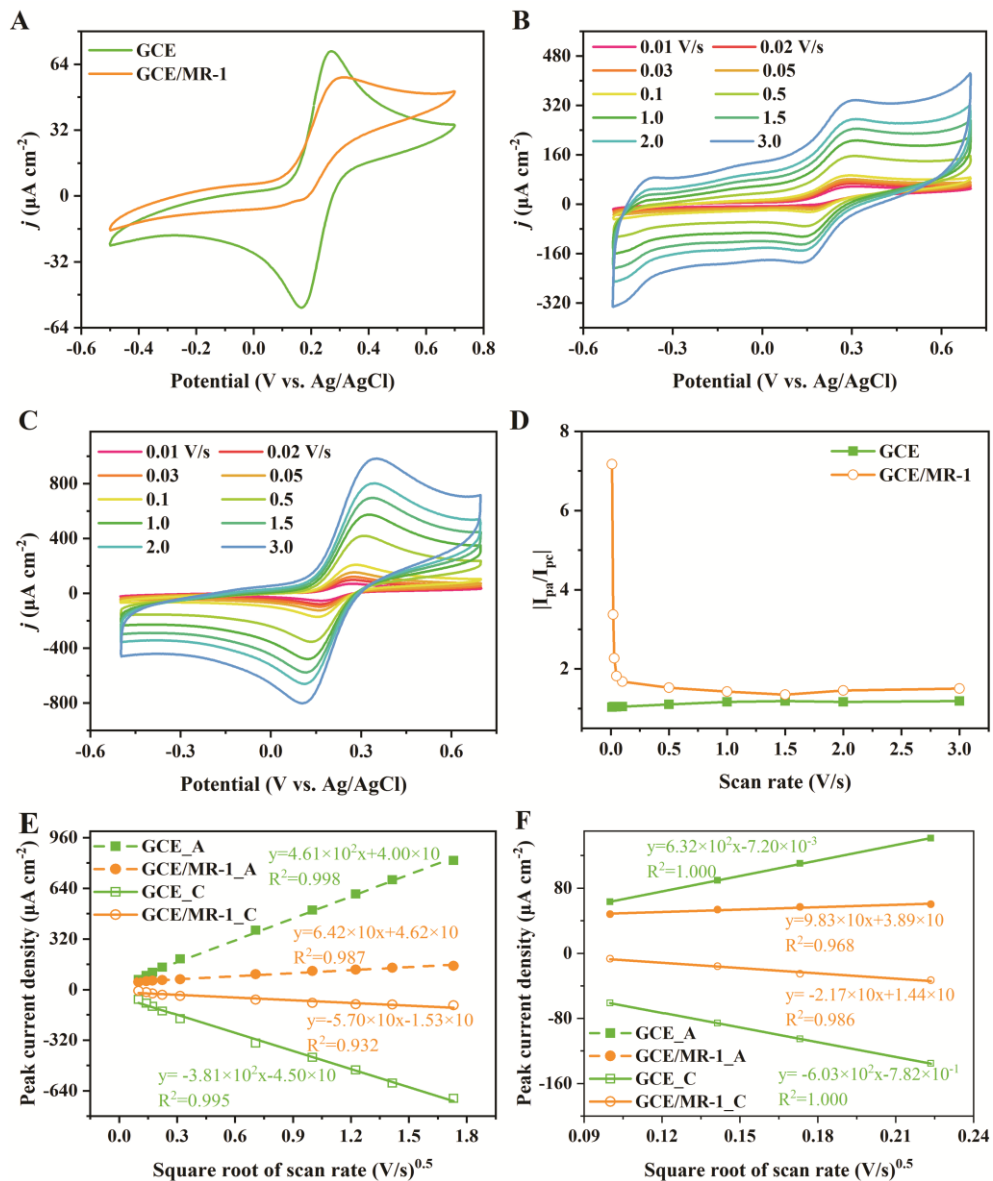 A
GCE
GCE/MR-1
64
32
0
32
-64
-0.6 -0.4 -0.2 0.0 0.2 0.4 0.6 0.8
j (μA cm⁻²)
Potential (V vs. Ag/AgCl)
B
0.01 V/s 0.02 V/s
0.03 0.05
0.1 0.5
1.0 1.5
2.0 3.0
480
320
160
0
-160
-320
-0.6 -0.3 0.0 0.3 0.6
j (μA cm⁻²)
Potential (V vs. Ag/AgCl)
C
0.01 V/s 0.02 V/s
0.03 0.05
0.1 0.5
1.0 1.5
2.0 3.0
800
400
0
-400
-800
-0.6 -0.3 0.0 0.3 0.6
j (μA cm⁻²)
Potential (V vs. Ag/AgCl)
D
GCE
GCE/MR-1
8
6
4
2
0.0 0.5 1.0 1.5 2.0 2.5 3.0
|Ipa/Ipc|
Scan rate (V/s)
E
GCE_A
GCE/MR-1_A
GCE_C
GCE/MR-1_C
y=4.61×10²x+4.00×10
R²=0.998
y=6.42×10x+4.62×10
R²=0.987
y=-5.70×10x-1.53×10
R²=0.932
y= -3.81×10²x-4.50×10
R²=0.995
960
640
320
0
-320
-640
0.0 0.3 0.6 0.9 1.2 1.5 1.8
Peak current density (μA cm⁻²)
Square root of scan rate (V/s)⁰·⁵
F
y=6.32×10²x-7.20×10⁻³
R²=1.000
y=9.83×10x+3.89×10
R²=0.968
y= -2.17×10x+1.44×10
R²=0.986
y= -6.03×10²x-7.82×10⁻¹
R²=1.000
GCE_A
GCE/MR-1_A
GCE_C
GCE/MR-1_C
80
0
-80
-160
0.09 0.12 0.15 0.18 0.21 0.24
Peak current density (μA cm⁻²)
Square root of scan rate (V/s)⁰·⁵